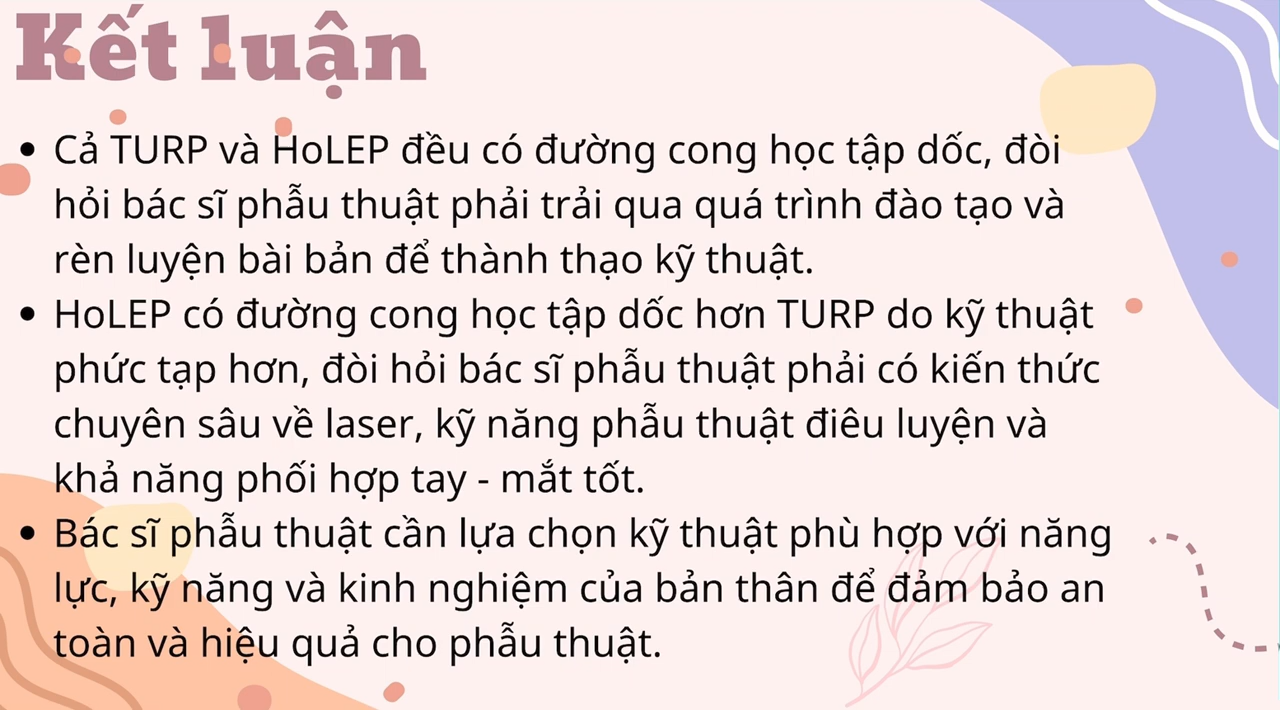 Kết luận
• Cả TURP và HoLEP đều có đường cong học tập dốc, đòi
hỏi bác sĩ phẫu thuật phải trải qua quá trình đào tạo và
rèn luyện bài bản để thành thạo kỹ thuật.
• HoLEP có đường cong học tập dốc hơn TURP do kỹ thuật
phức tạp hơn, đòi hỏi bác sĩ phẫu thuật phải có kiến thức
chuyên sâu về laser, kỹ năng phẫu thuật điêu luyện và
khả năng phối hợp tay - mắt tốt.
• Bác sĩ phẫu thuật cần lựa chọn kỹ thuật phù hợp với năng
lực, kỹ năng và kinh nghiệm của bản thân để đảm bảo an
toàn và hiệu quả cho phẫu thuật.